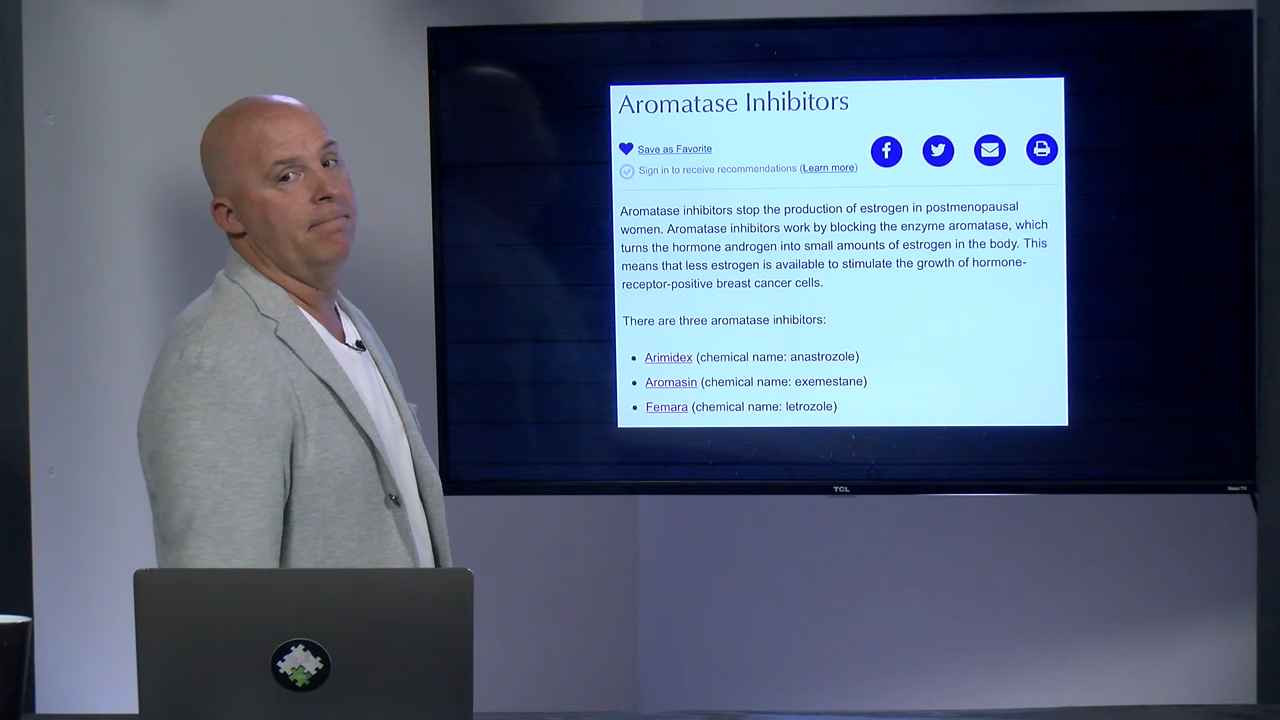 Aromatase Inhibitors
Save as Favorite
Sign in to receive recommendations (Learn more)
Aromatase inhibitors stop the production of estrogen in postmenopausal
women. Aromatase inhibitors work by blocking the enzyme aromatase, which
turns the hormone androgen into small amounts of estrogen in the body. This
means that less estrogen is available to stimulate the growth of hormone-
receptor-positive breast cancer cells.
There are three aromatase inhibitors:
• Arimidex (chemical name: anastrozole)
• Aromasin (chemical name: exemestane)
• Femara (chemical name: letrozole)
TCL
Roku TV